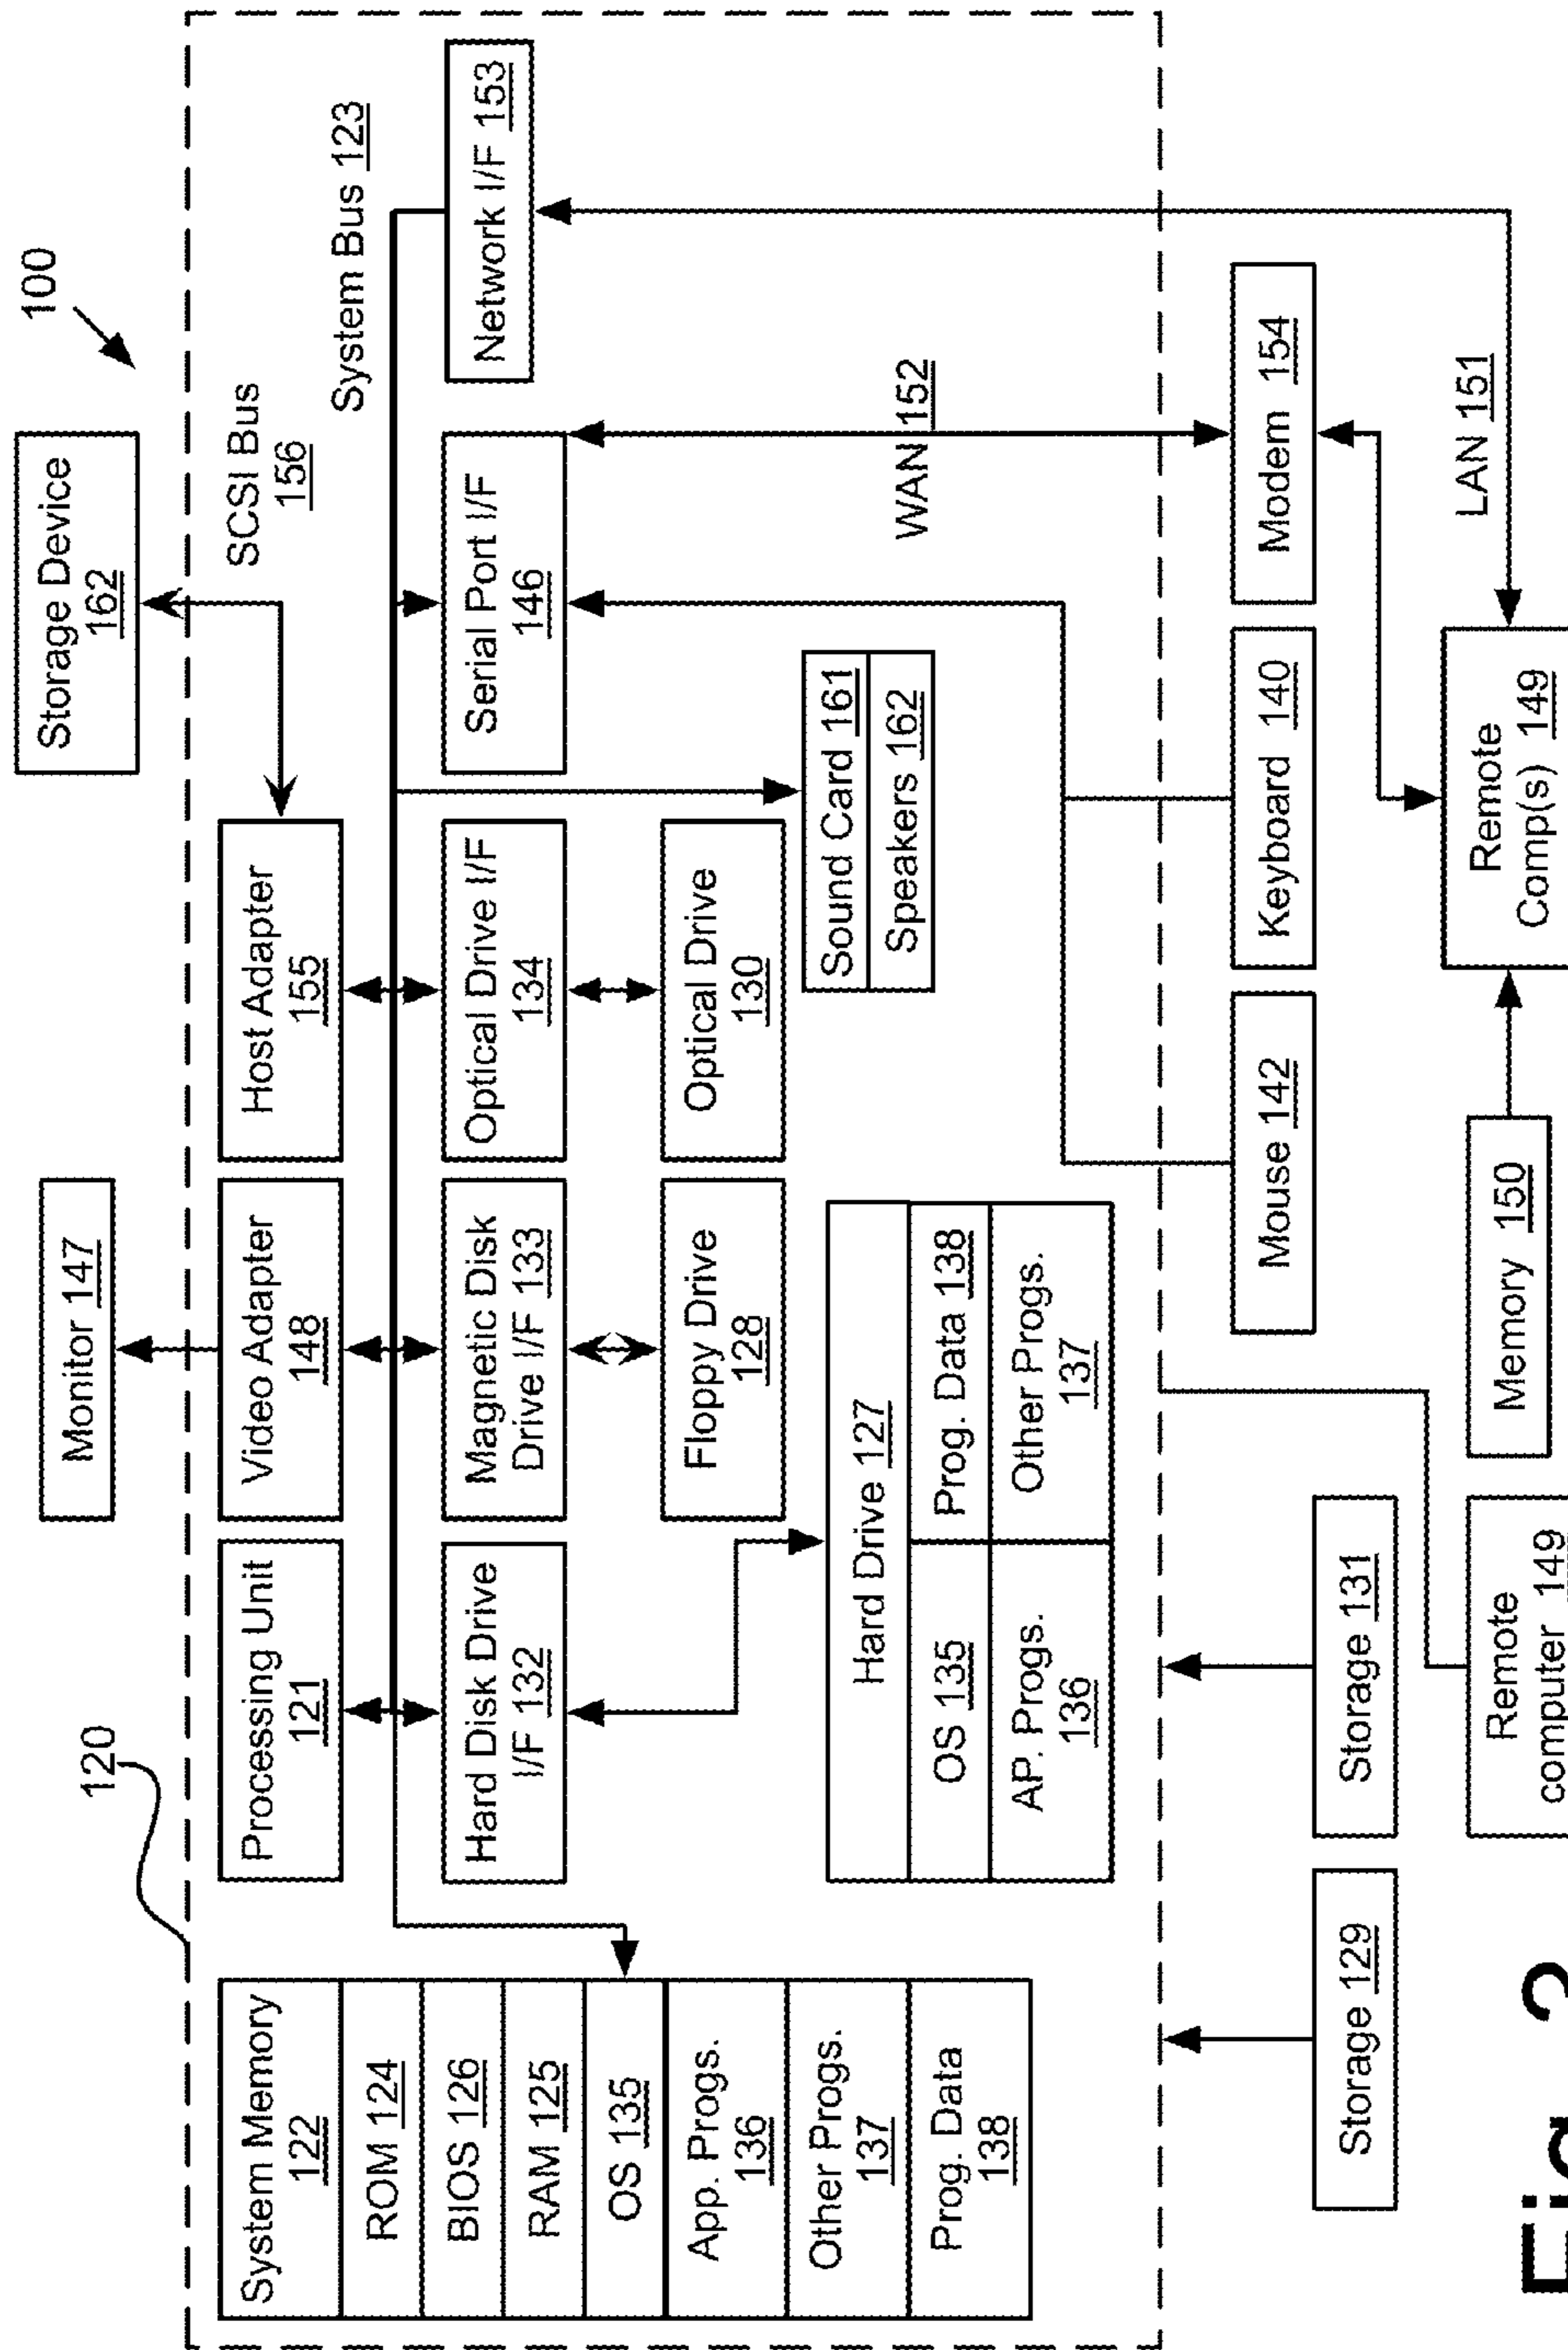 100
120
Monitor 147
Storage Device
162
SCSI Bus
156
System Memory
122
ROM 124
BIOS 126
RAM 125
OS 135
App. Progs.
136
Other Progs.
137
Prog. Data
138
Processing Unit
121
Video Adapter
148
Host Adapter
155
System Bus 123
Hard Disk Drive
I/F 132
Magnetic Disk
Drive I/F 133
Optical Drive I/F
134
Serial Port I/F
146
Network I/F 153
Floppy Drive
128
Optical Drive
130
Sound Card 161
Speakers 162
Hard Drive 127
OS 135
Prog. Data 138
AP. Progs.
136
Other Progs.
137
WAN 152
Mouse 142
Keyboard 140
Modem 154
Storage 129
Storage 131
LAN 151
Memory 150
Remote
Comp(s) 149
Remote
computer 149
Fig. 2